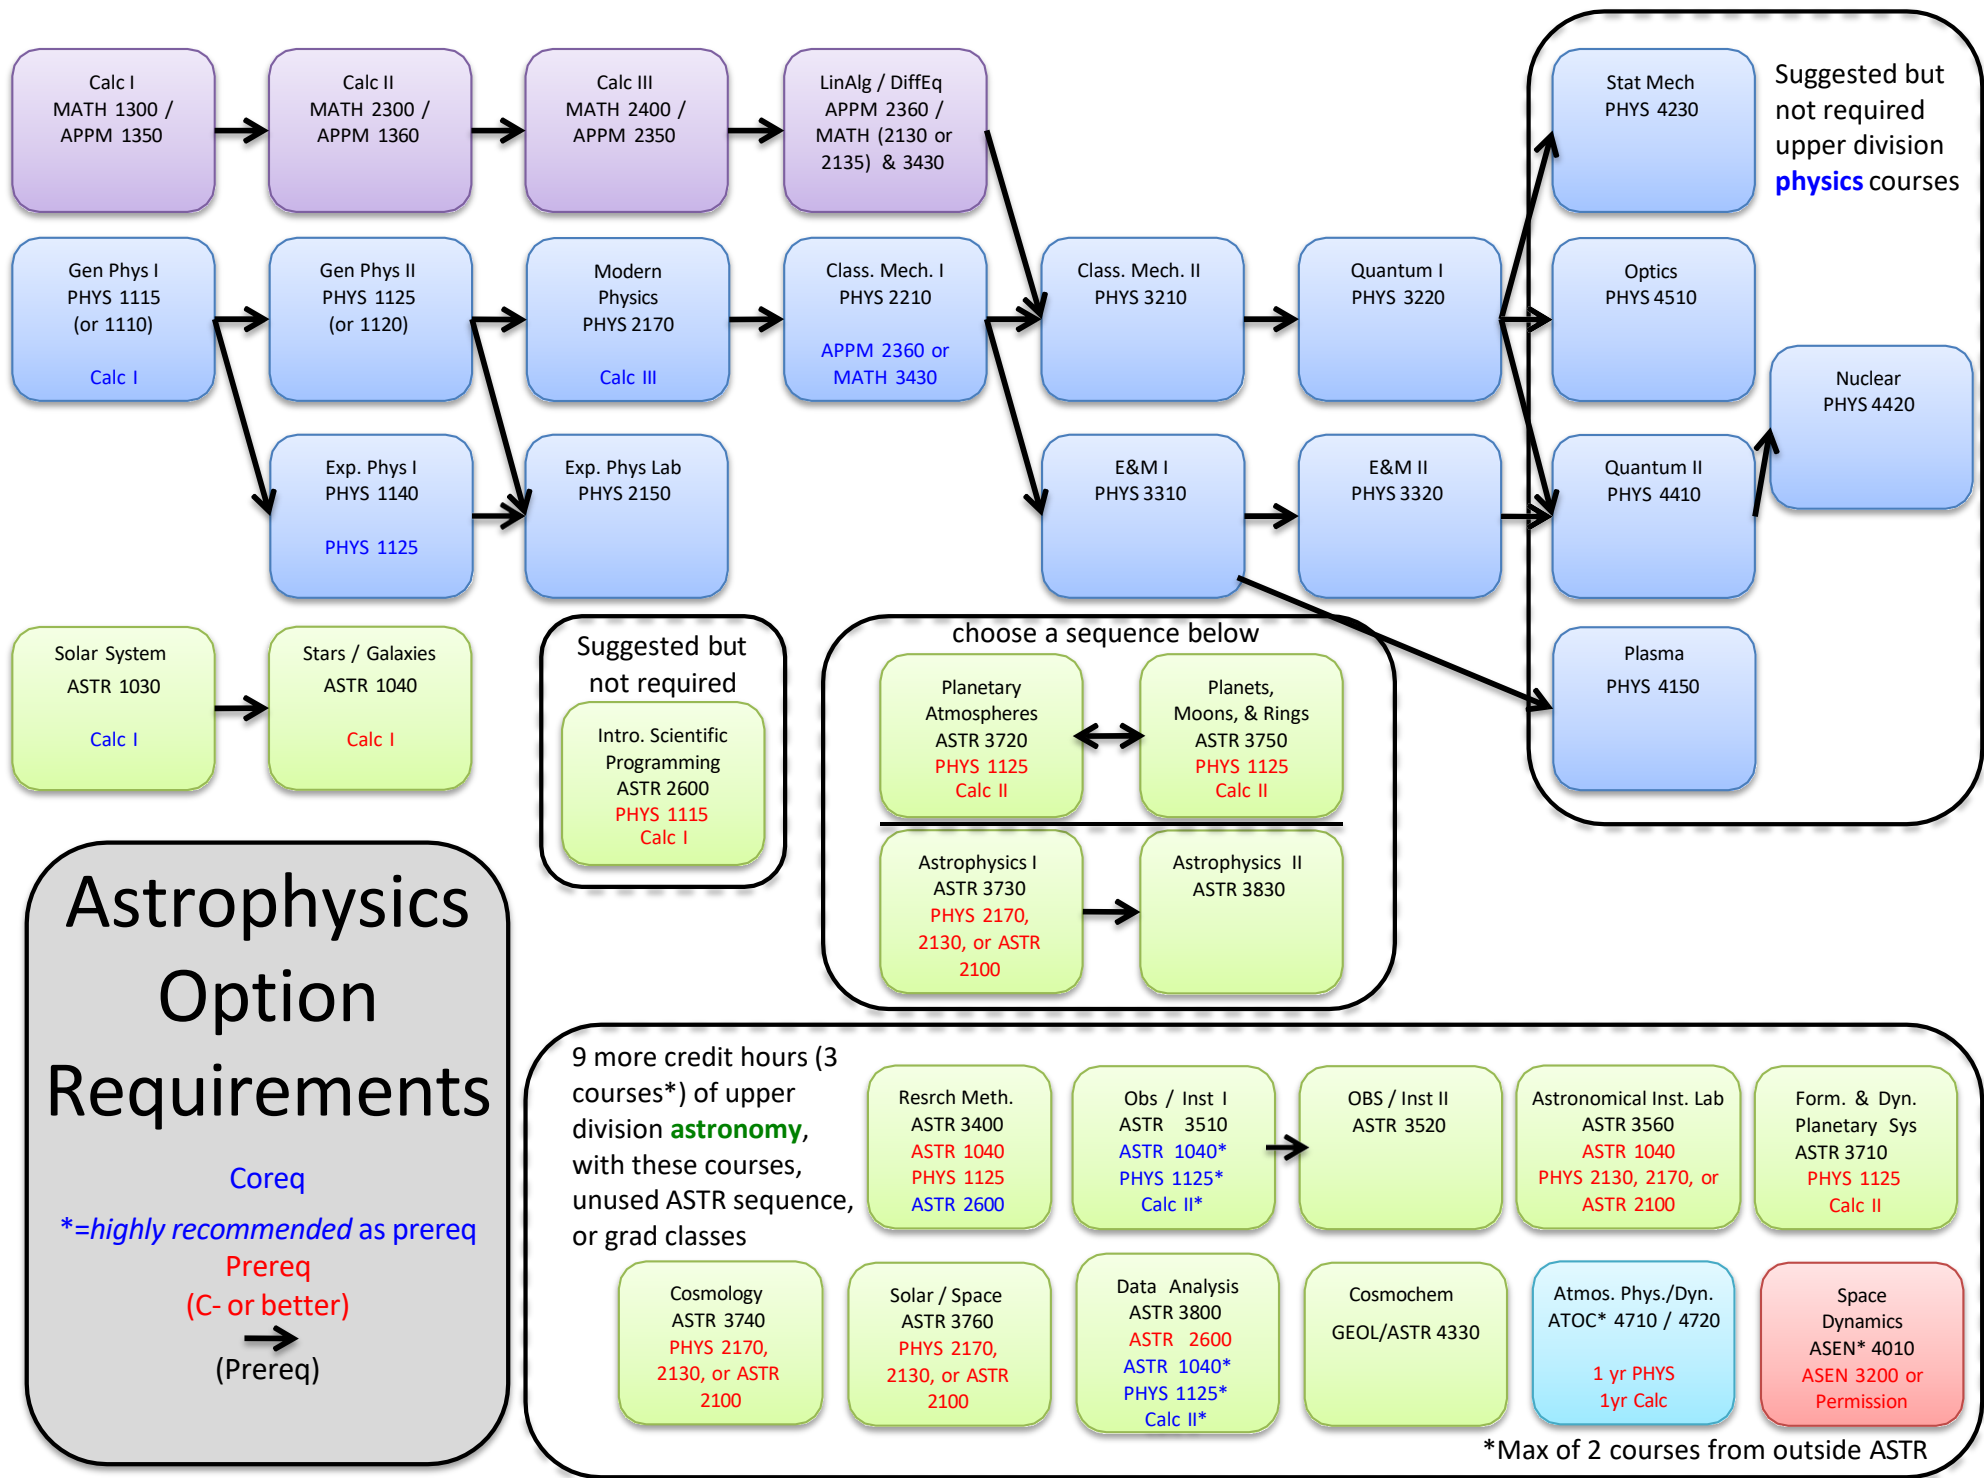 Calc I
MATH 1300 /
APPM 1350
Calc II
MATH 2300 /
APPM 1360
Calc III
MATH 2400 /
APPM 2350
LinAlg / DiffEq
APPM 2360 /
MATH (2130 or
2135) & 3430
Stat Mech
PHYS 4230
Suggested but
not required
upper division
physics courses
Gen Phys I
PHYS 1115
(or 1110)
Calc I
Gen Phys II
PHYS 1125
(or 1120)
Modern
Physics
PHYS 2170
Calc III
Class. Mech. I
PHYS 2210
APPM 2360 or
MATH 3430
Class. Mech. II
PHYS 3210
Quantum I
PHYS 3220
Optics
PHYS 4510
Nuclear
PHYS 4420
Exp. Phys I
PHYS 1140
PHYS 1125
Exp. Phys Lab
PHYS 2150
E&M I
PHYS 3310
E&M II
PHYS 3320
Quantum II
PHYS 4410
Solar System
ASTR 1030
Calc I
Stars / Galaxies
ASTR 1040
Calc I
Suggested but
not required
Intro. Scientific
Programming
ASTR 2600
PHYS 1115
Calc I
choose a sequence below
Planetary
Atmospheres
ASTR 3720
PHYS 1125
Calc II
Planets,
Moons, & Rings
ASTR 3750
PHYS 1125
Calc II
Plasma
PHYS 4150
Astrophysics I
ASTR 3730
PHYS 2170,
2130, or ASTR
2100
Astrophysics II
ASTR 3830
Astrophysics
Option
Requirements
Coreq
*=highly recommended as prereq
Prereq
(C- or better)
(Prereq)
9 more credit hours (3
courses*) of upper
division astronomy,
with these courses,
unused ASTR sequence,
or grad classes
Resrch Meth.
ASTR 3400
ASTR 1040
PHYS 1125
ASTR 2600
Obs / Inst I
ASTR 3510
ASTR 1040*
PHYS 1125*
Calc II*
OBS / Inst II
ASTR 3520
Astronomical Inst. Lab
ASTR 3560
ASTR 1040
PHYS 2130, 2170, or
ASTR 2100
Form. & Dyn.
Planetary Sys
ASTR 3710
PHYS 1125
Calc II
Cosmology
ASTR 3740
PHYS 2170,
2130, or ASTR
2100
Solar / Space
ASTR 3760
PHYS 2170,
2130, or ASTR
2100
Data Analysis
ASTR 3800
ASTR 2600
ASTR 1040*
PHYS 1125*
Calc II*
Cosmochem
GEOL/ASTR 4330
Atmos. Phys./Dyn.
ATOC* 4710 / 4720
1 yr PHYS
1yr Calc
Space
Dynamics
ASEN* 4010
ASEN 3200 or
Permission
*Max of 2 courses from outside ASTR